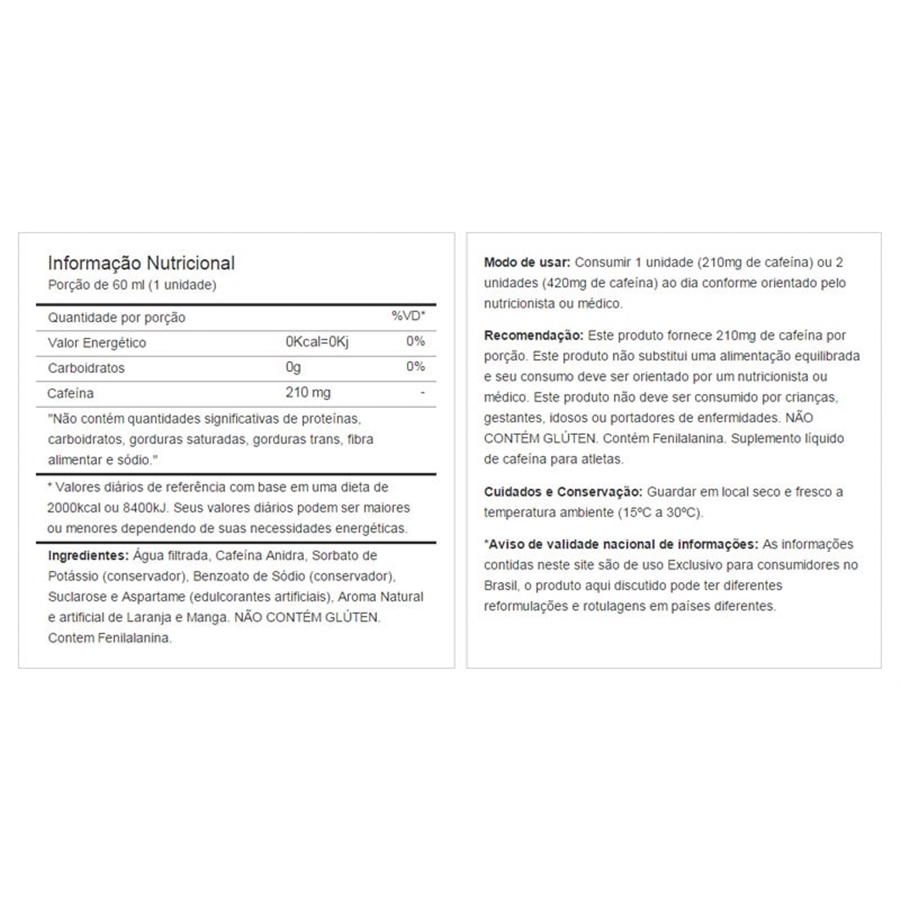 Informação Nutricional
Porção de 60 ml (1 unidade)
Quantidade por porção %VD*
Valor Energético 0Kcal=0Kj 0%
Carboidratos 0g 0%
Cafeína 210 mg -
"Não contém quantidades significativas de proteínas,
carboidratos, gorduras saturadas, gorduras trans, fibra
alimentar e sódio."
* Valores diários de referência com base em uma dieta de
2000kcal ou 8400kJ. Seus valores diários podem ser maiores
ou menores dependendo de suas necessidades energéticas.
Ingredientes: Água filtrada, Cafeína Anidra, Sorbato de
Potássio (conservador), Benzoato de Sódio (conservador),
Suclarose e Aspartame (edulcorantes artificiais), Aroma Natural
e artificial de Laranja e Manga. NÃO CONTÉM GLÚTEN.
Contem Fenilalanina.
Modo de usar: Consumir 1 unidade (210mg de cafeína) ou 2
unidades (420mg de cafeína) ao dia conforme orientado pelo
nutricionista ou médico.
Recomendação: Este produto fornece 210mg de cafeína por
porção. Este produto não substitui uma alimentação equilibrada
e seu consumo deve ser orientado por um nutricionista ou
médico. Este produto não deve ser consumido por crianças,
gestantes, idosos ou portadores de enfermidades. NÃO
CONTÉM GLÚTEN. Contém Fenilalanina. Suplemento líquido
de cafeína para atletas.
Cuidados e Conservação: Guardar em local seco e fresco a
temperatura ambiente (15ºC a 30ºC).
*Aviso de validade nacional de informações: As informações
contidas neste site são de uso Exclusivo para consumidores no
Brasil, o produto aqui discutido pode ter diferentes
reformulações e rotulagens em países diferentes.